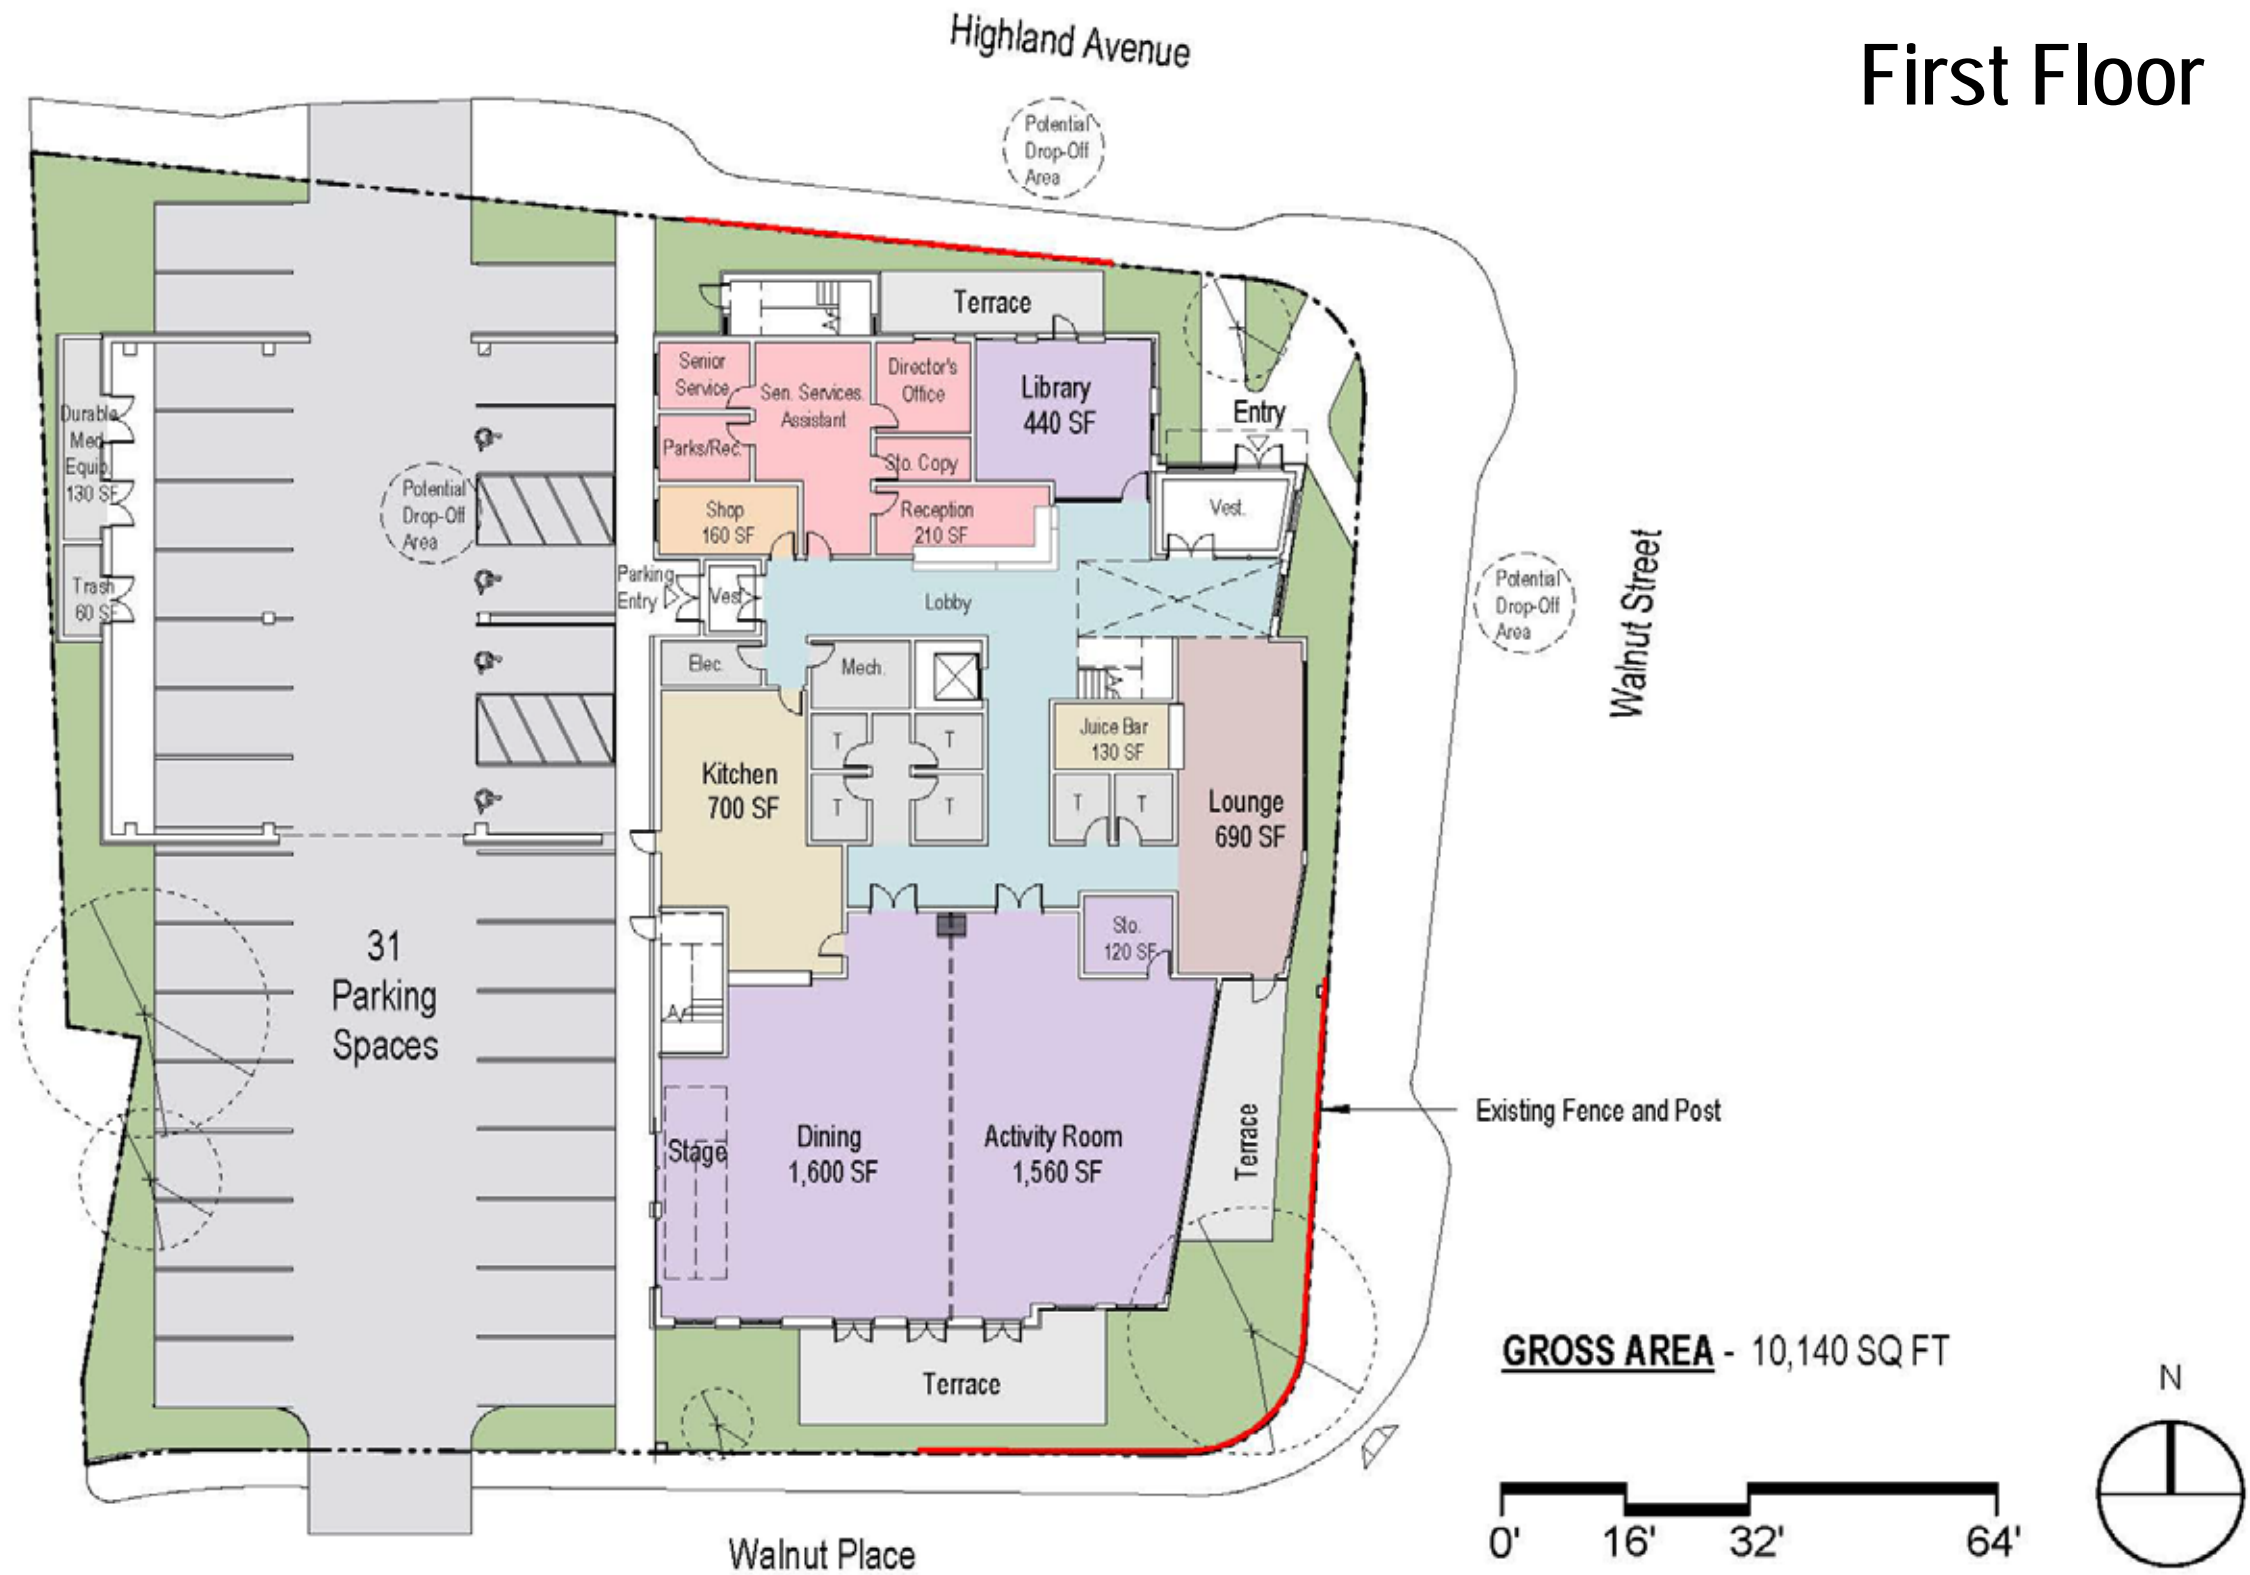 Highland Avenue
First Floor
Potential
Drop-Off
Area
Terrace
Senior
Service
Sen. Services.
Assistant
Director's
Office
Library
440 SF
Entry
Durable
Med.
Equip.
130 SF
Parks/Rec.
Sto. Copy
Potential
Drop-Off
Area
Shop
160 SF
Reception
210 SF
Vest.
Trash
60 SF
Parking
Entry
Vest.
Lobby
Potential
Drop-Off
Area
Walnut Street
Elec.
Mech.
Juice Bar
130 SF
T
T
T
T
T
T
Kitchen
700 SF
Lounge
690 SF
Sto.
120 SF
31
Parking
Spaces
Stage
Dining
1,600 SF
Activity Room
1,560 SF
Terrace
Existing Fence and Post
Terrace
GROSS AREA - 10,140 SQ FT
N
0' 16' 32' 64'
Walnut Place